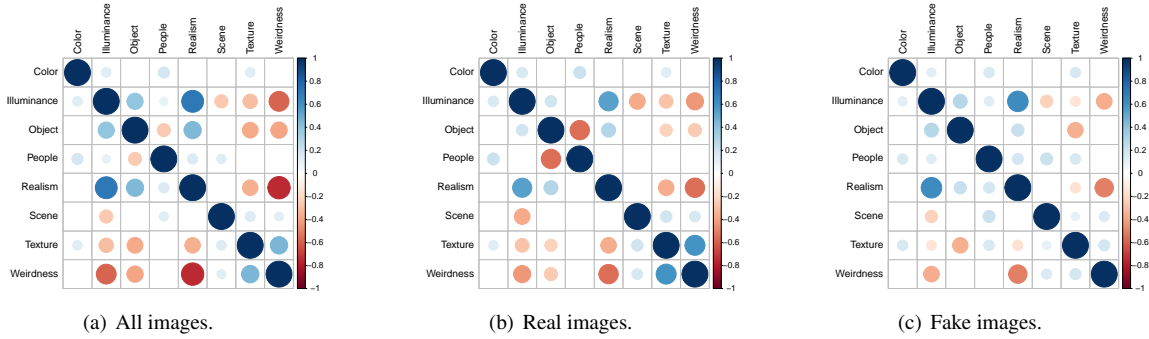 Color Illuminance Object People Realism Scene Texture Weirdness
Color
Illuminance
Object
People
Realism
Scene
Texture
Weirdness
1
0.8
0.6
0.4
0.2
0
−0.2
−0.4
−0.6
−0.8
−1
(a) All images.
Color Illuminance Object People Realism Scene Texture Weirdness
Color
Illuminance
Object
People
Realism
Scene
Texture
Weirdness
1
0.8
0.6
0.4
0.2
0
−0.2
−0.4
−0.6
−0.8
−1
(b) Real images.
Color Illuminance Object People Realism Scene Texture Weirdness
Color
Illuminance
Object
People
Realism
Scene
Texture
Weirdness
1
0.8
0.6
0.4
0.2
0
−0.2
−0.4
−0.6
−0.8
−1
(c) Fake images.